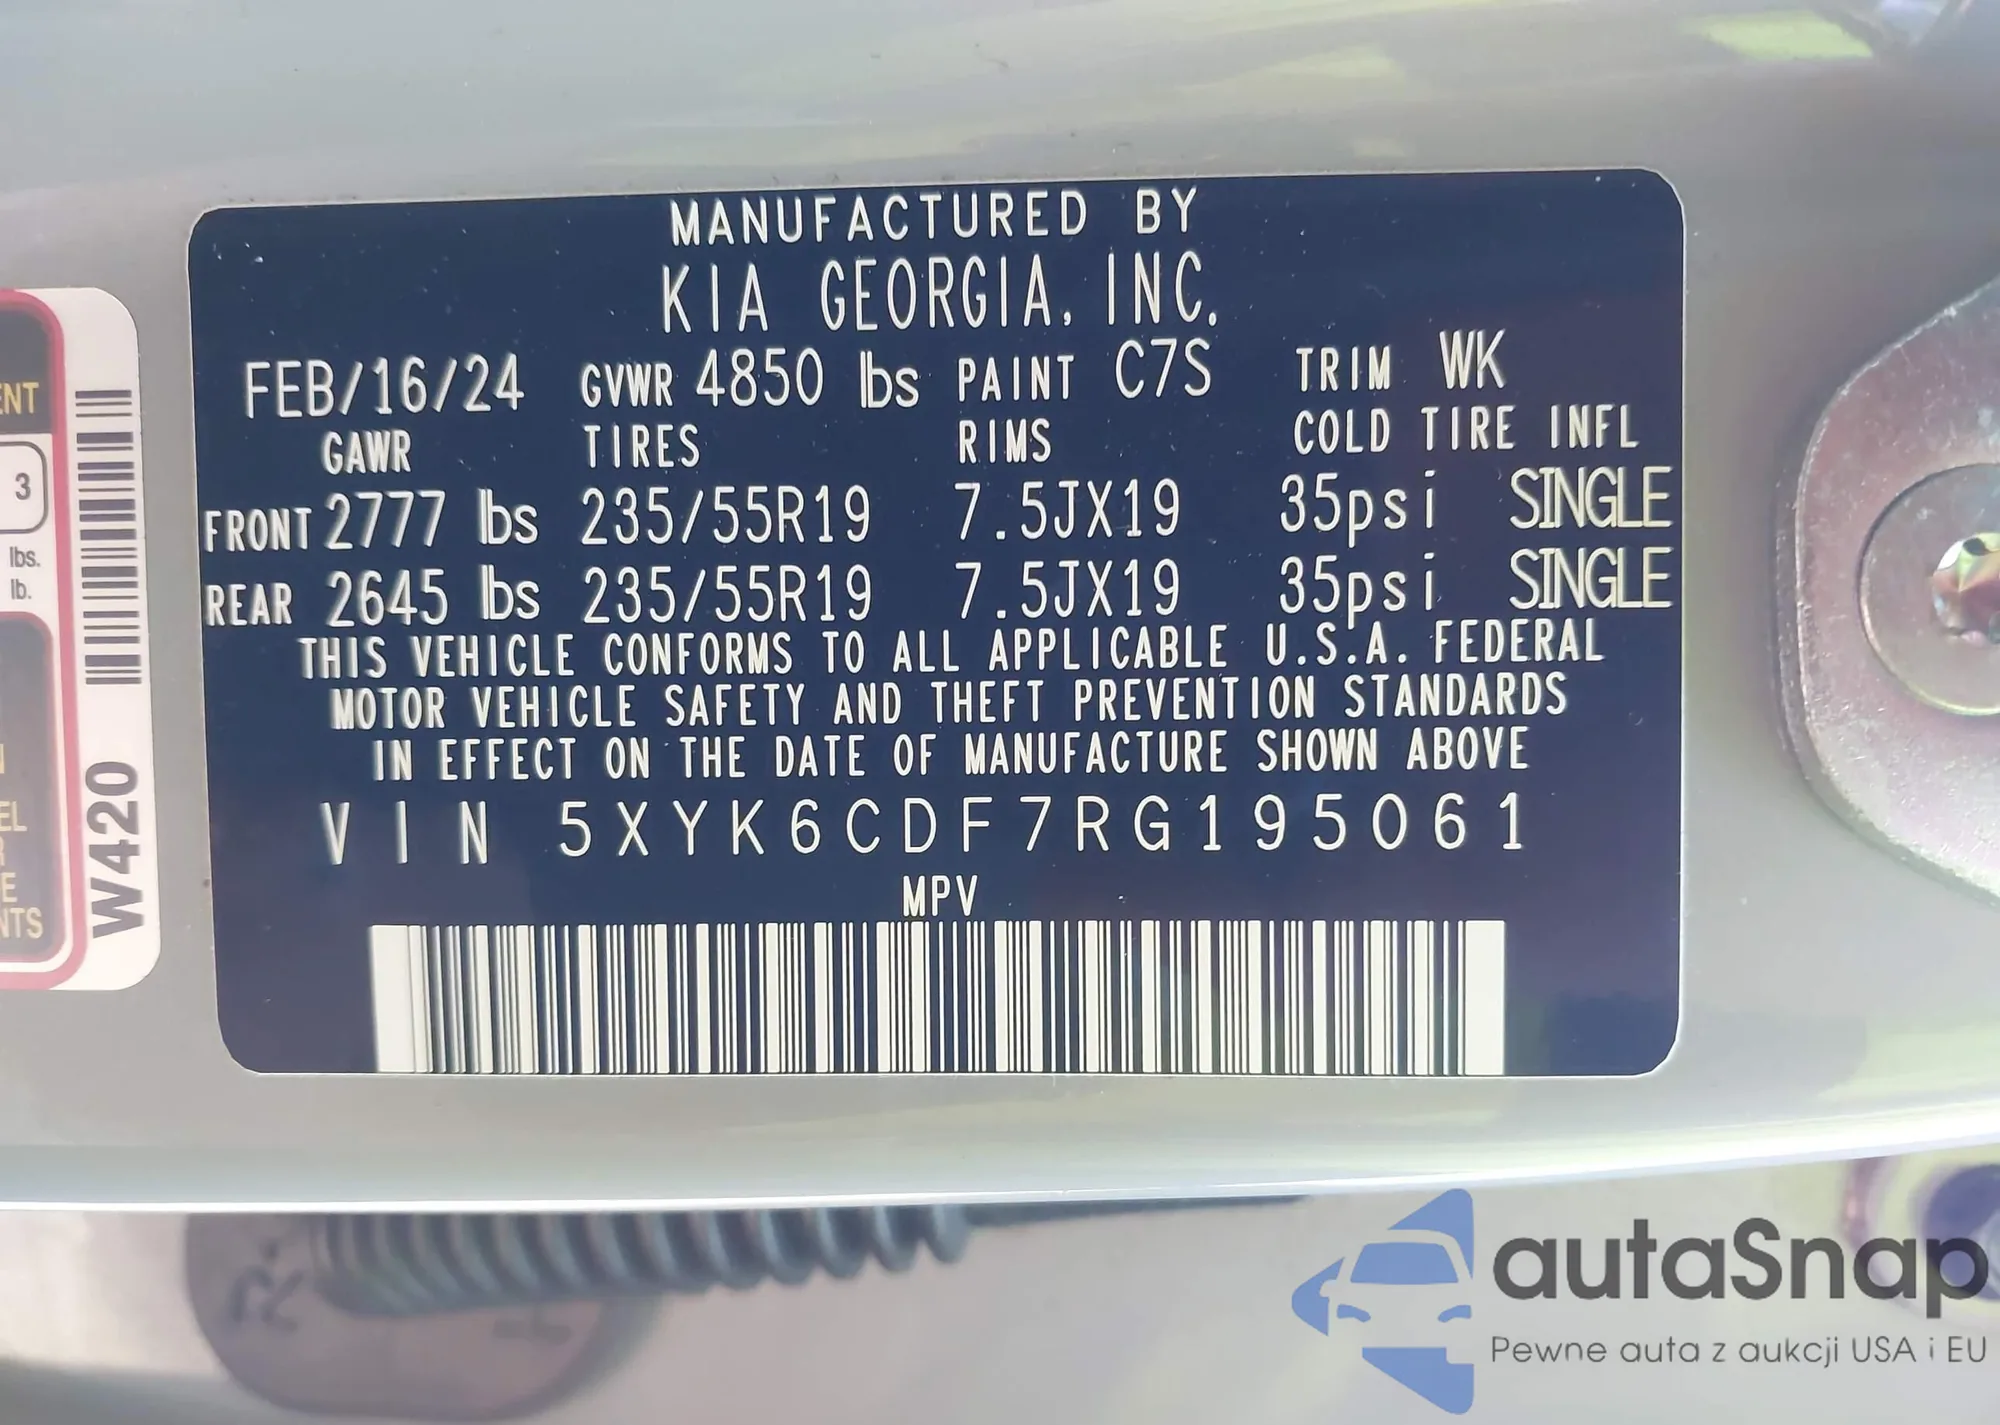 MANUFACTURED BY
KIA GEORGIA, INC.
FEB/16/24 GVWR 4850 lbs PAINT C7S TRIM WK
GAWR TIRES RIMS COLD TIRE INFL
FRONT 2777 lbs 235/55R19 7.5JX19 35psi SINGLE
REAR 2645 lbs 235/55R19 7.5JX19 35psi SINGLE
THIS VEHICLE CONFORMS TO ALL APPLICABLE U.S.A. FEDERAL
MOTOR VEHICLE SAFETY AND THEFT PREVENTION STANDARDS
IN EFFECT ON THE DATE OF MANUFACTURE SHOWN ABOVE
VIN 5XYK6CDF7RG195061
MPV
3
lbs.
lb.
W420
autaSnap
Pewne auta z aukcji USA i EU